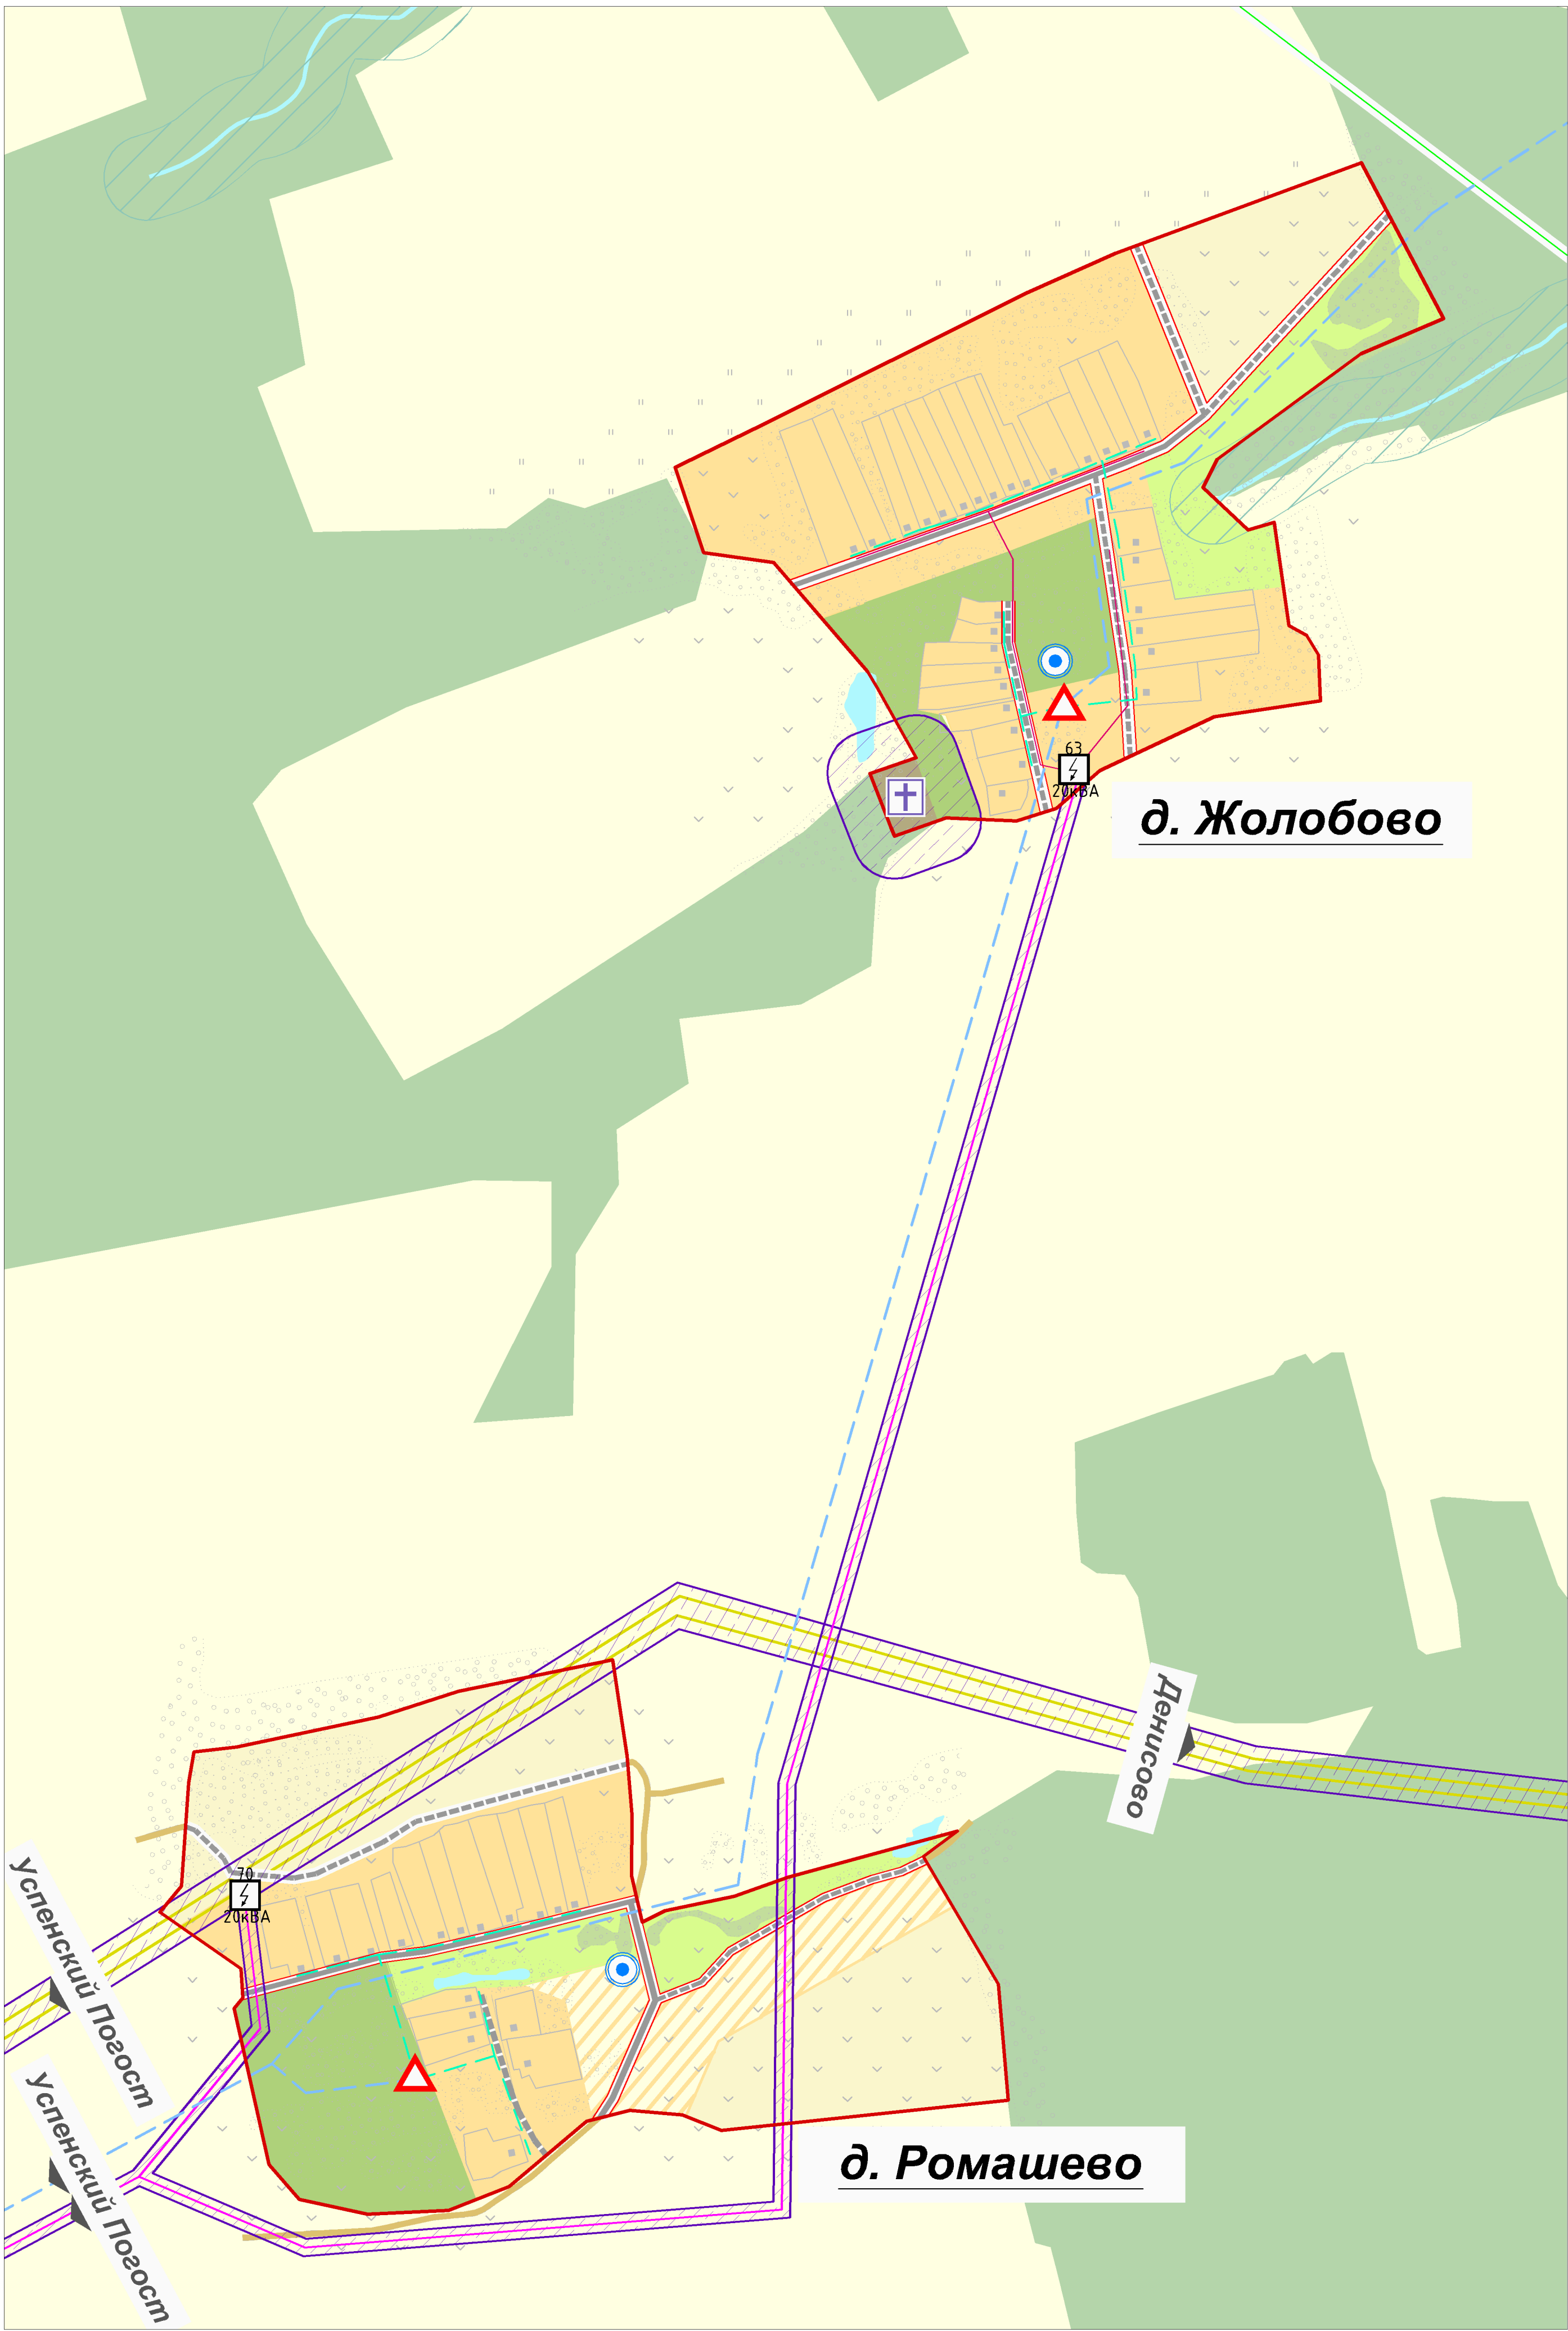 63
20кВА
д. Жолобово
Денисово
70
20кВА
Успенский Погост
Успенский Погост
д. Ромашево